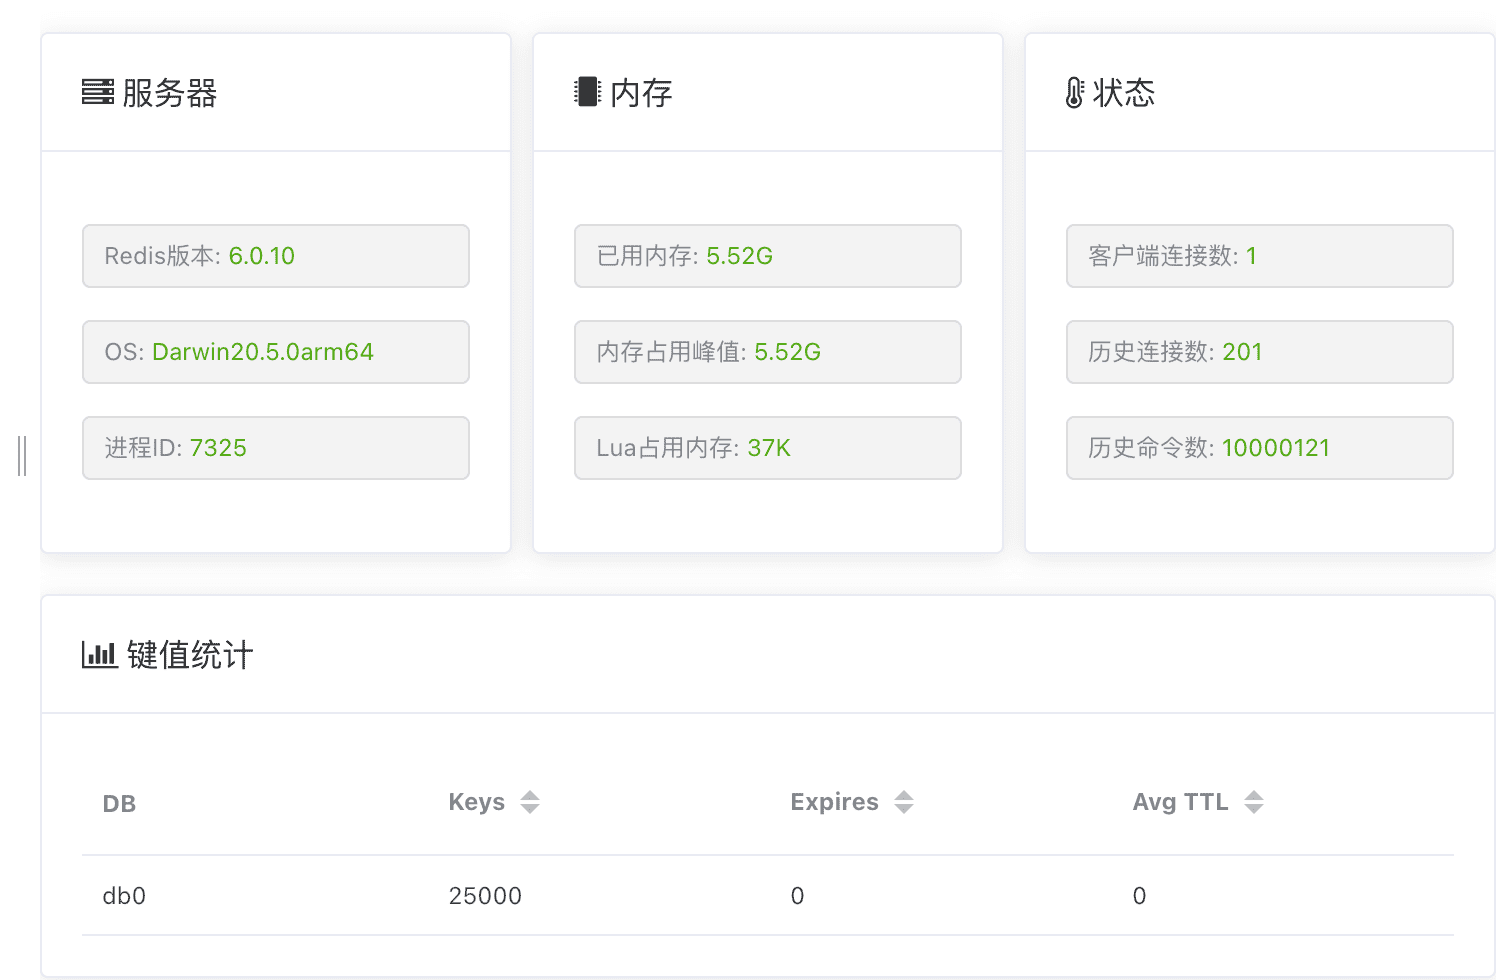 服务器
Redis版本: 6.0.10
OS: Darwin20.5.0arm64
进程ID: 7325
内存
已用内存: 5.52G
内存占用峰值: 5.52G
Lua占用内存: 37K
状态
客户端连接数: 1
历史连接数: 201
历史命令数: 10000121
键值统计
DB Keys Expires Avg TTL
db0 25000 0 0